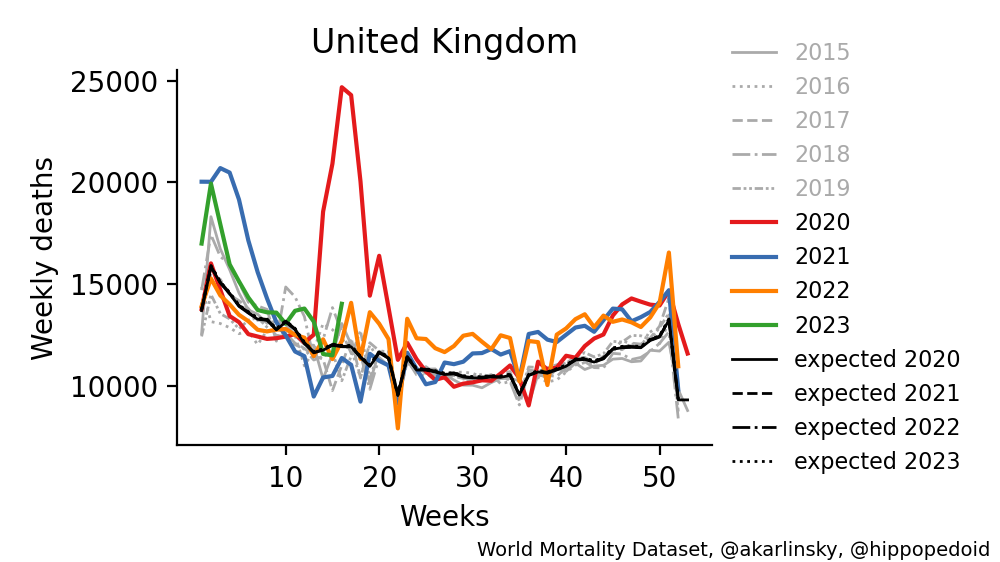 United Kingdom
Weekly deaths
25000
20000
15000
10000
10 20 30 40 50
Weeks
2015
2016
2017
2018
2019
2020
2021
2022
2023
expected 2020
expected 2021
expected 2022
expected 2023
World Mortality Dataset, @akarlinsky, @hippopedoid